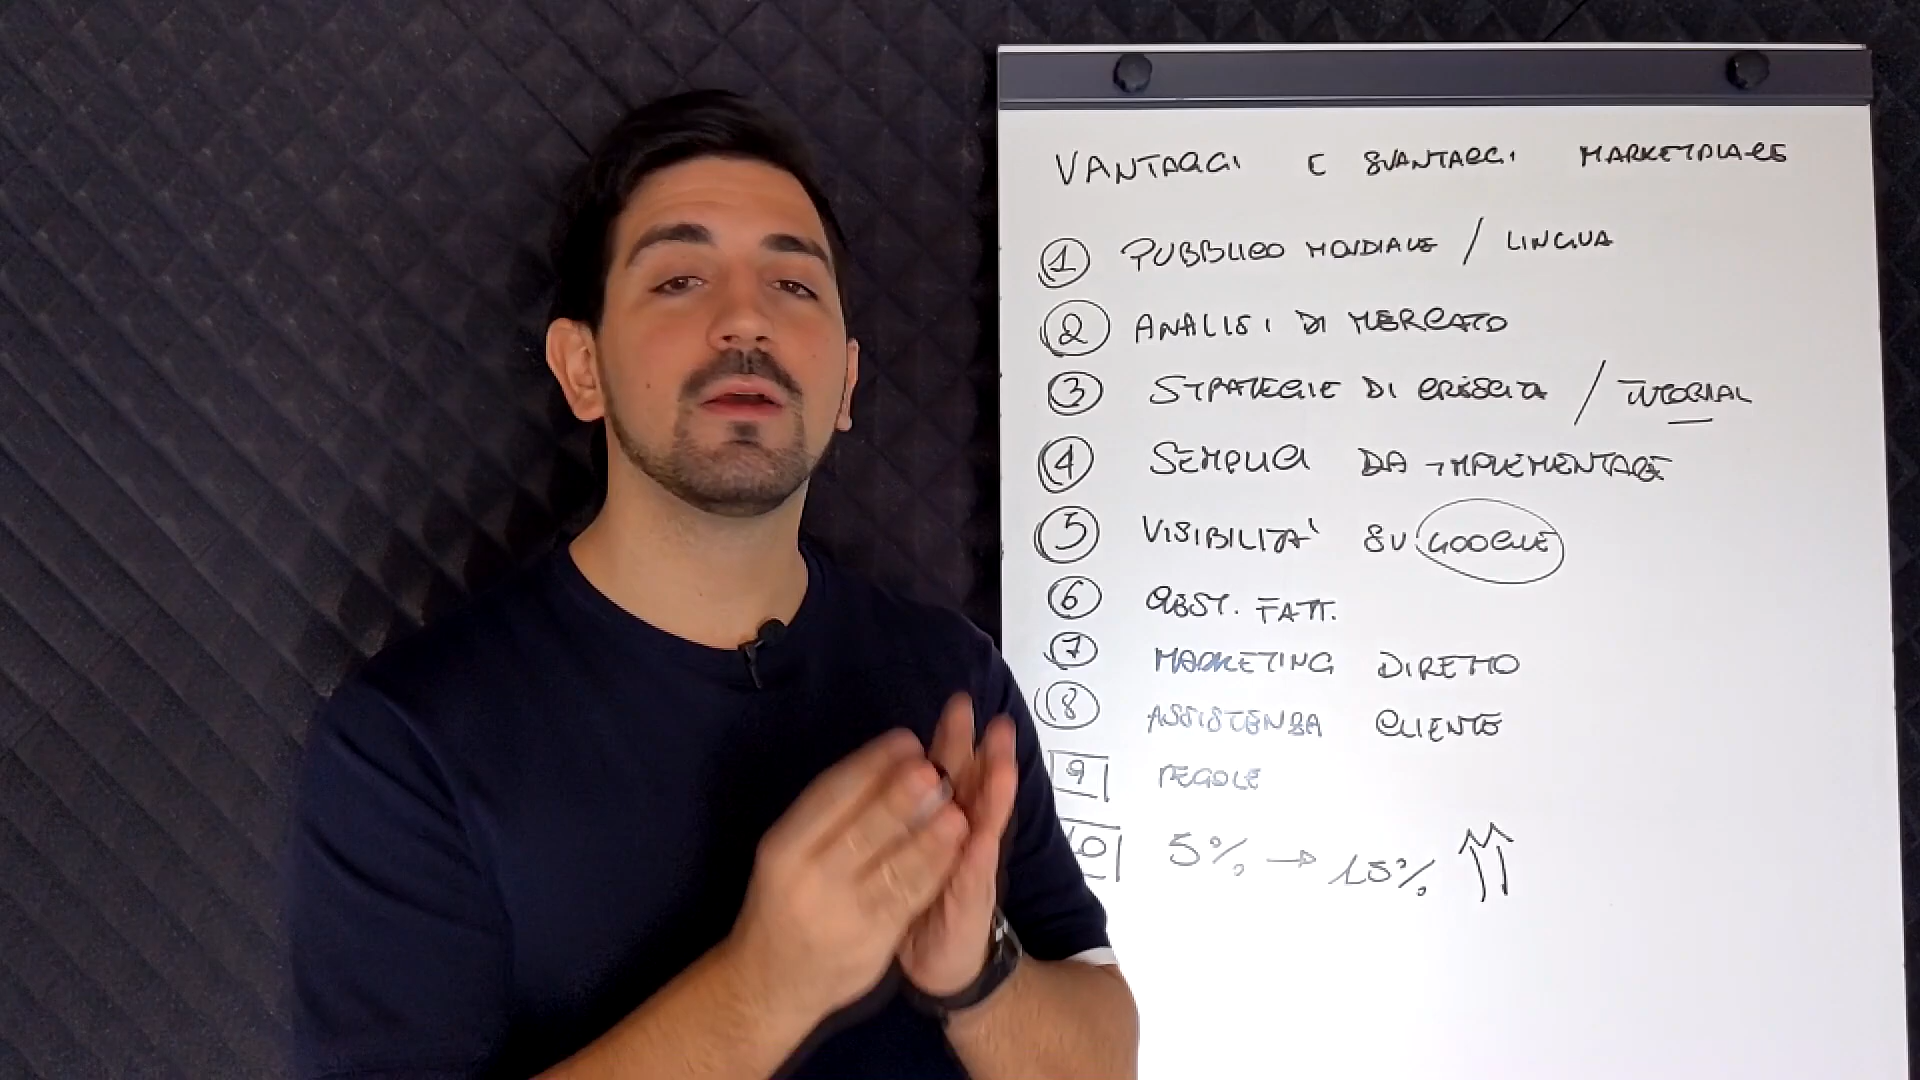 VANTAGGI E SVANTAGGI MARKETPLACE
1 PUBBLICO MONDIALE / LINGUA
2 ANALISI DI MERCATO
3 STRATEGIE DI CRESCITA / TUTORIAL
4 SEMPLICI DA IMPLEMENTARE
5 VISIBILITA' SU GOOGLE
6 GEST. FATT.
7 MARKETING DIRETTO
8 ASSISTENZA CLIENTE
9 REGOLE
10 5% → 15%